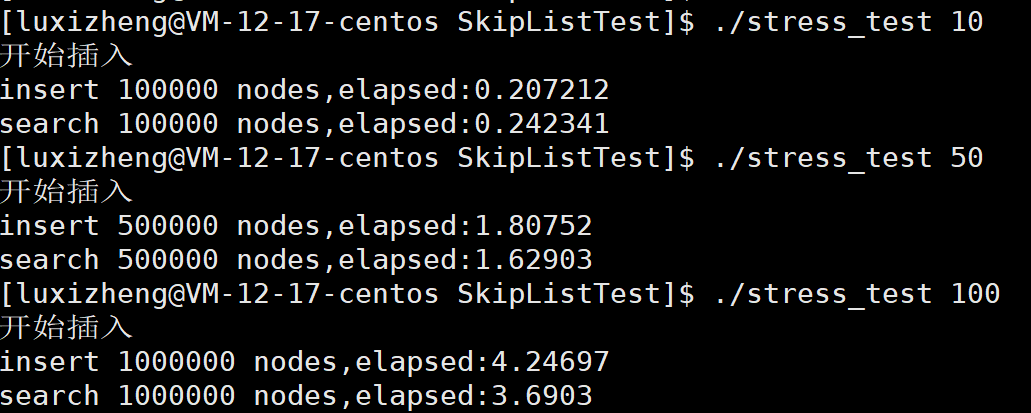 [luxizheng@VM-12-17-centos SkipListTest]$ ./stress_test 10
开始插入
insert 100000 nodes,elapsed:0.207212
search 100000 nodes,elapsed:0.242341
[luxizheng@VM-12-17-centos SkipListTest]$ ./stress_test 50
开始插入
insert 500000 nodes,elapsed:1.80752
search 500000 nodes,elapsed:1.62903
[luxizheng@VM-12-17-centos SkipListTest]$ ./stress_test 100
开始插入
insert 1000000 nodes,elapsed:4.24697
search 1000000 nodes,elapsed:3.6903